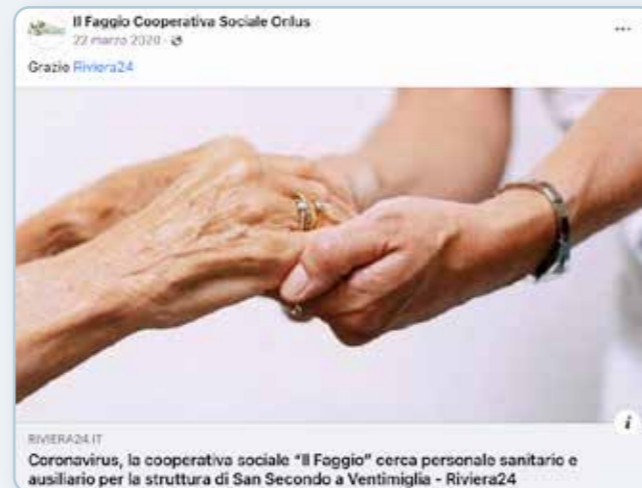 Il Faggio Cooperativa Sociale Onlus
22 marzo 2020 ·
Grazie Riviera24
RIVIERA24.IT
Coronavirus, la cooperativa sociale “Il Faggio” cerca personale sanitario e
ausiliario per la struttura di San Secondo a Ventimiglia - Riviera24